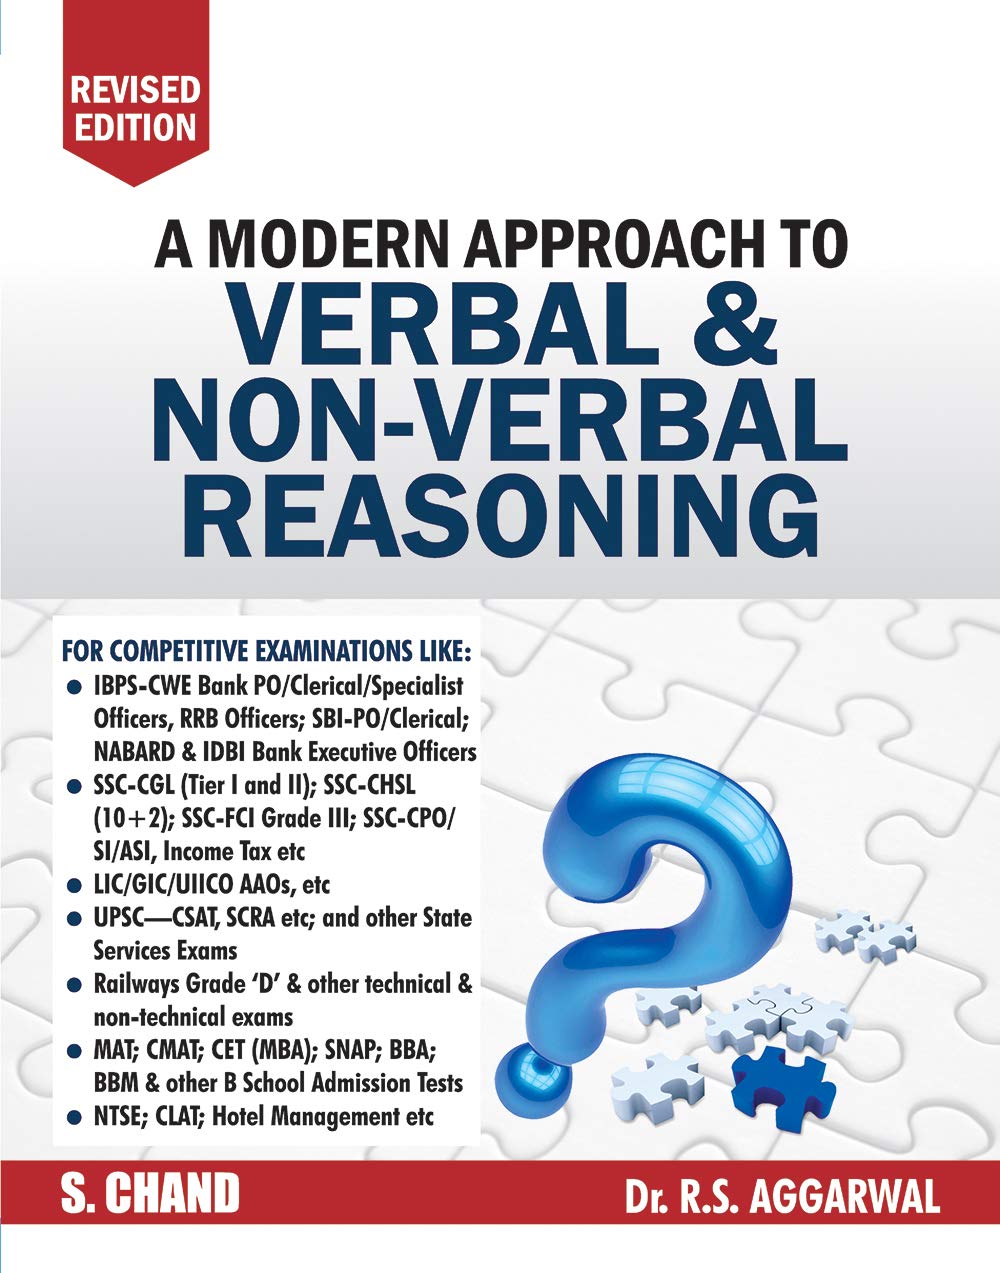 REVISED
EDITION
A MODERN APPROACH TO
VERBAL &
NON-VERBAL
REASONING
FOR COMPETITIVE EXAMINATIONS LIKE:
● IBPS-CWE Bank PO/Clerical/Specialist
Officers, RRB Officers; SBI-PO/Clerical;
NABARD & IDBI Bank Executive Officers
● SSC-CGL (Tier I and II); SSC-CHSL
(10+2); SSC-FCI Grade III; SSC-CPO/
SI/ASI, Income Tax etc
● LIC/GIC/UIICO AAOs, etc
● UPSC—CSAT, SCRA etc; and other State
Services Exams
● Railways Grade ‘D’ & other technical &
non-technical exams
● MAT; CMAT; CET (MBA); SNAP; BBA;
BBM & other B School Admission Tests
● NTSE; CLAT; Hotel Management etc
S. CHAND
Dr. R.S. AGGARWAL